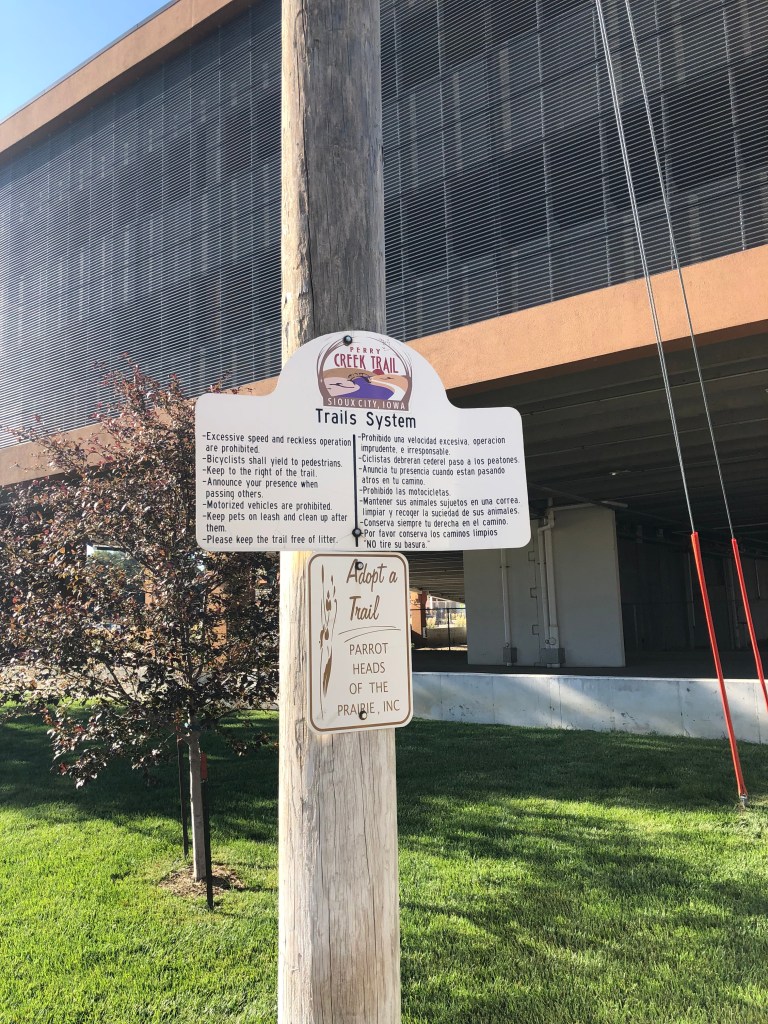 PERRY
CREEK TRAIL
SIOUX CITY, IOWA
Trails System
-Excessive speed and reckless operation
are prohibited.
-Bicyclists shall yield to pedestrians.
-Keep to the right of the trail.
-Announce your presence when
passing others.
-Motorized vehicles are prohibited.
-Keep pets on leash and clean up after
them.
-Please keep the trail free of litter.
-Prohibido una velocidad excesiva, operacion
imprudente, e irresponsable.
-Ciclistas debreran cederel paso a los peatones.
-Anuncia tu presencia cuando estan pasando
atros en tu camino.
-Prohibido las motocicletas.
-Mantener sus animales sujetos en una correa.
limpiar y recoger la suciedad de sus animales.
-Conserva siempre tu derecha en el camino.
-Por favor conserva los caminos limpios
"NO tire su basura."
Adopt a
Trail
PARROT
HEADS
OF THE
PRAIRIE, INC